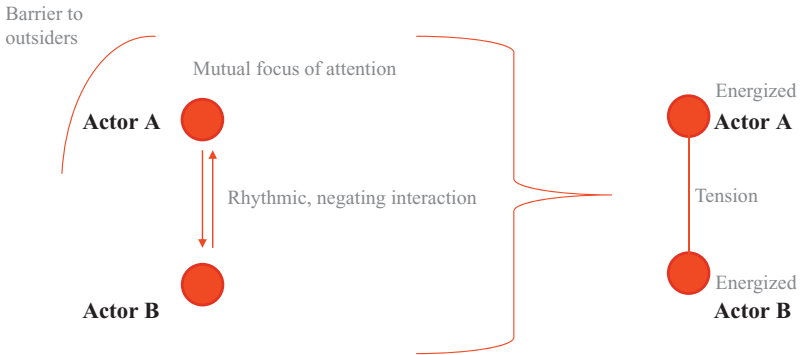 Barrier to
outsiders
Mutual focus of attention
Actor A
Rhythmic, negating interaction
Actor B
Energized
Actor A
Tension
Energized
Actor B